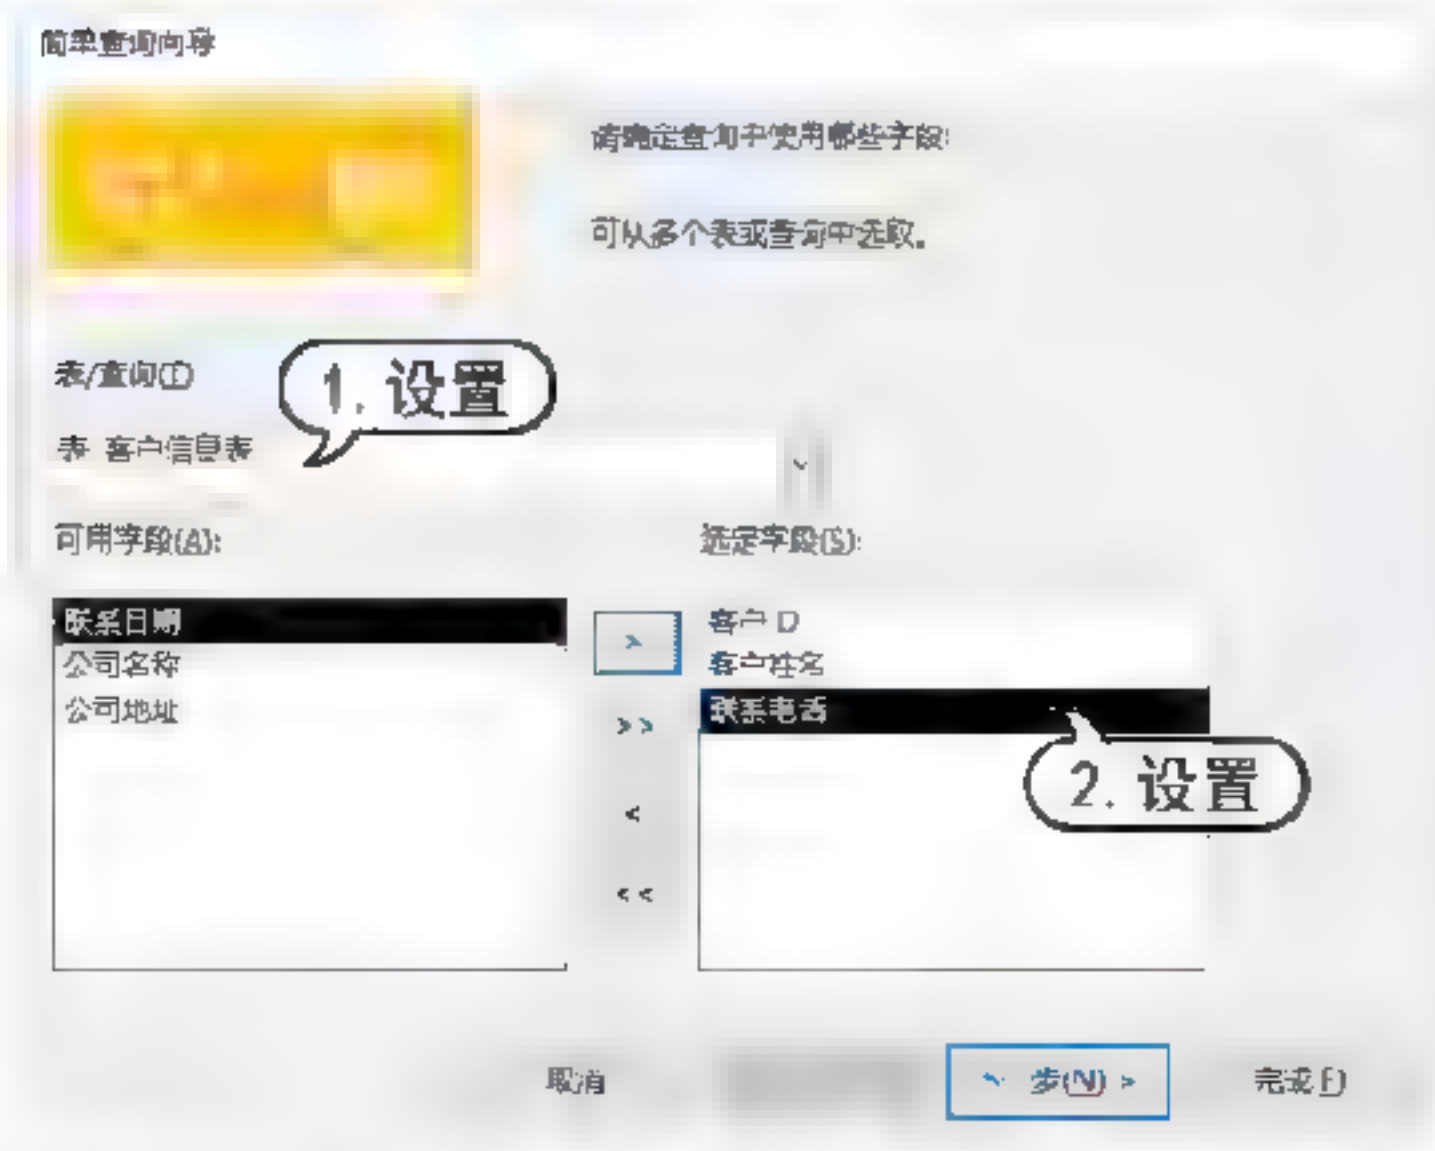 简单查询向导
请确定查询中使用哪些字段:
可从多个表或查询中选取。
表/查询(T)
1. 设置
表: 客户信息表
可用字段(A):
选定字段(S):
联系日期
公司名称
公司地址
>
>>
<
<<
客户 ID
客户姓名
联系电话
2. 设置
取消
步(N) >
完成(F)